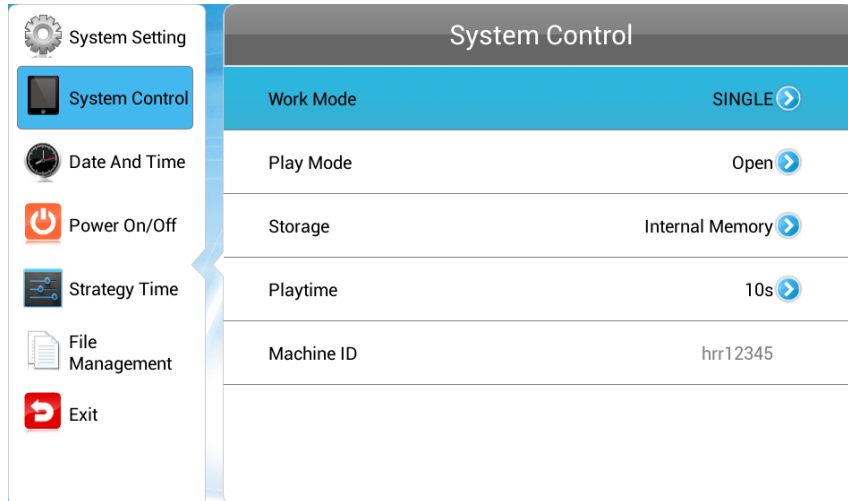 System Setting
System Control
Date And Time
Power On/Off
Strategy Time
File
Management
Exit
System Control
Work Mode SINGLE
Play Mode Open
Storage Internal Memory
Playtime 10s
Machine ID hrr12345